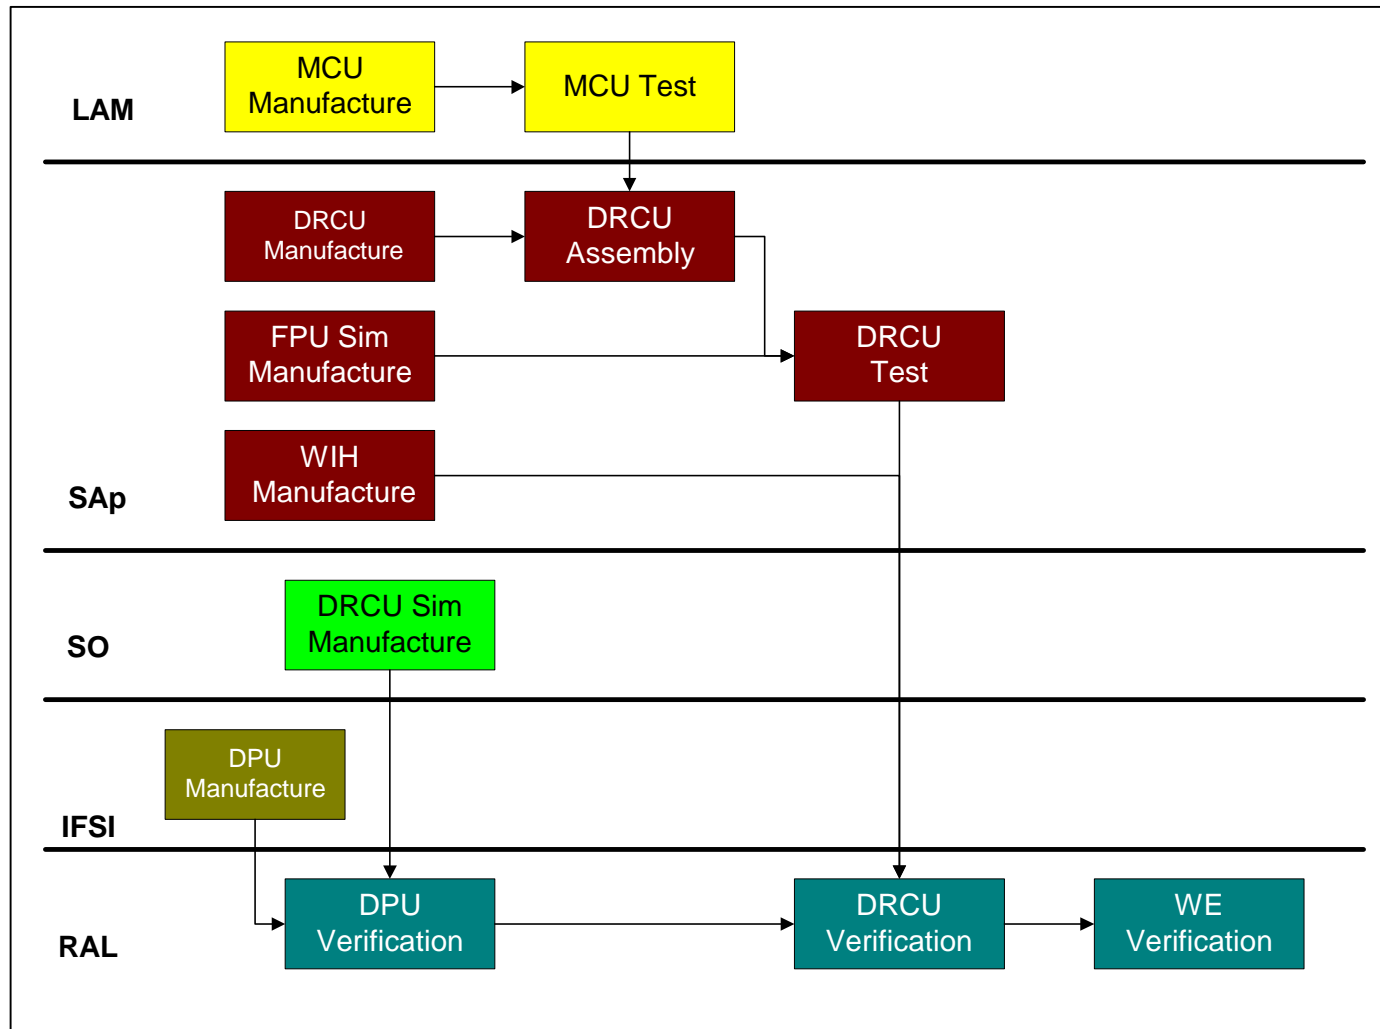 MCU
Manufacture
MCU Test
LAM
DRCU
Manufacture
DRCU
Assembly
FPU Sim
Manufacture
DRCU
Test
WIH
Manufacture
SAp
DRCU Sim
Manufacture
SO
DPU
Manufacture
IFSI
DPU
Verification
DRCU
Verification
WE
Verification
RAL